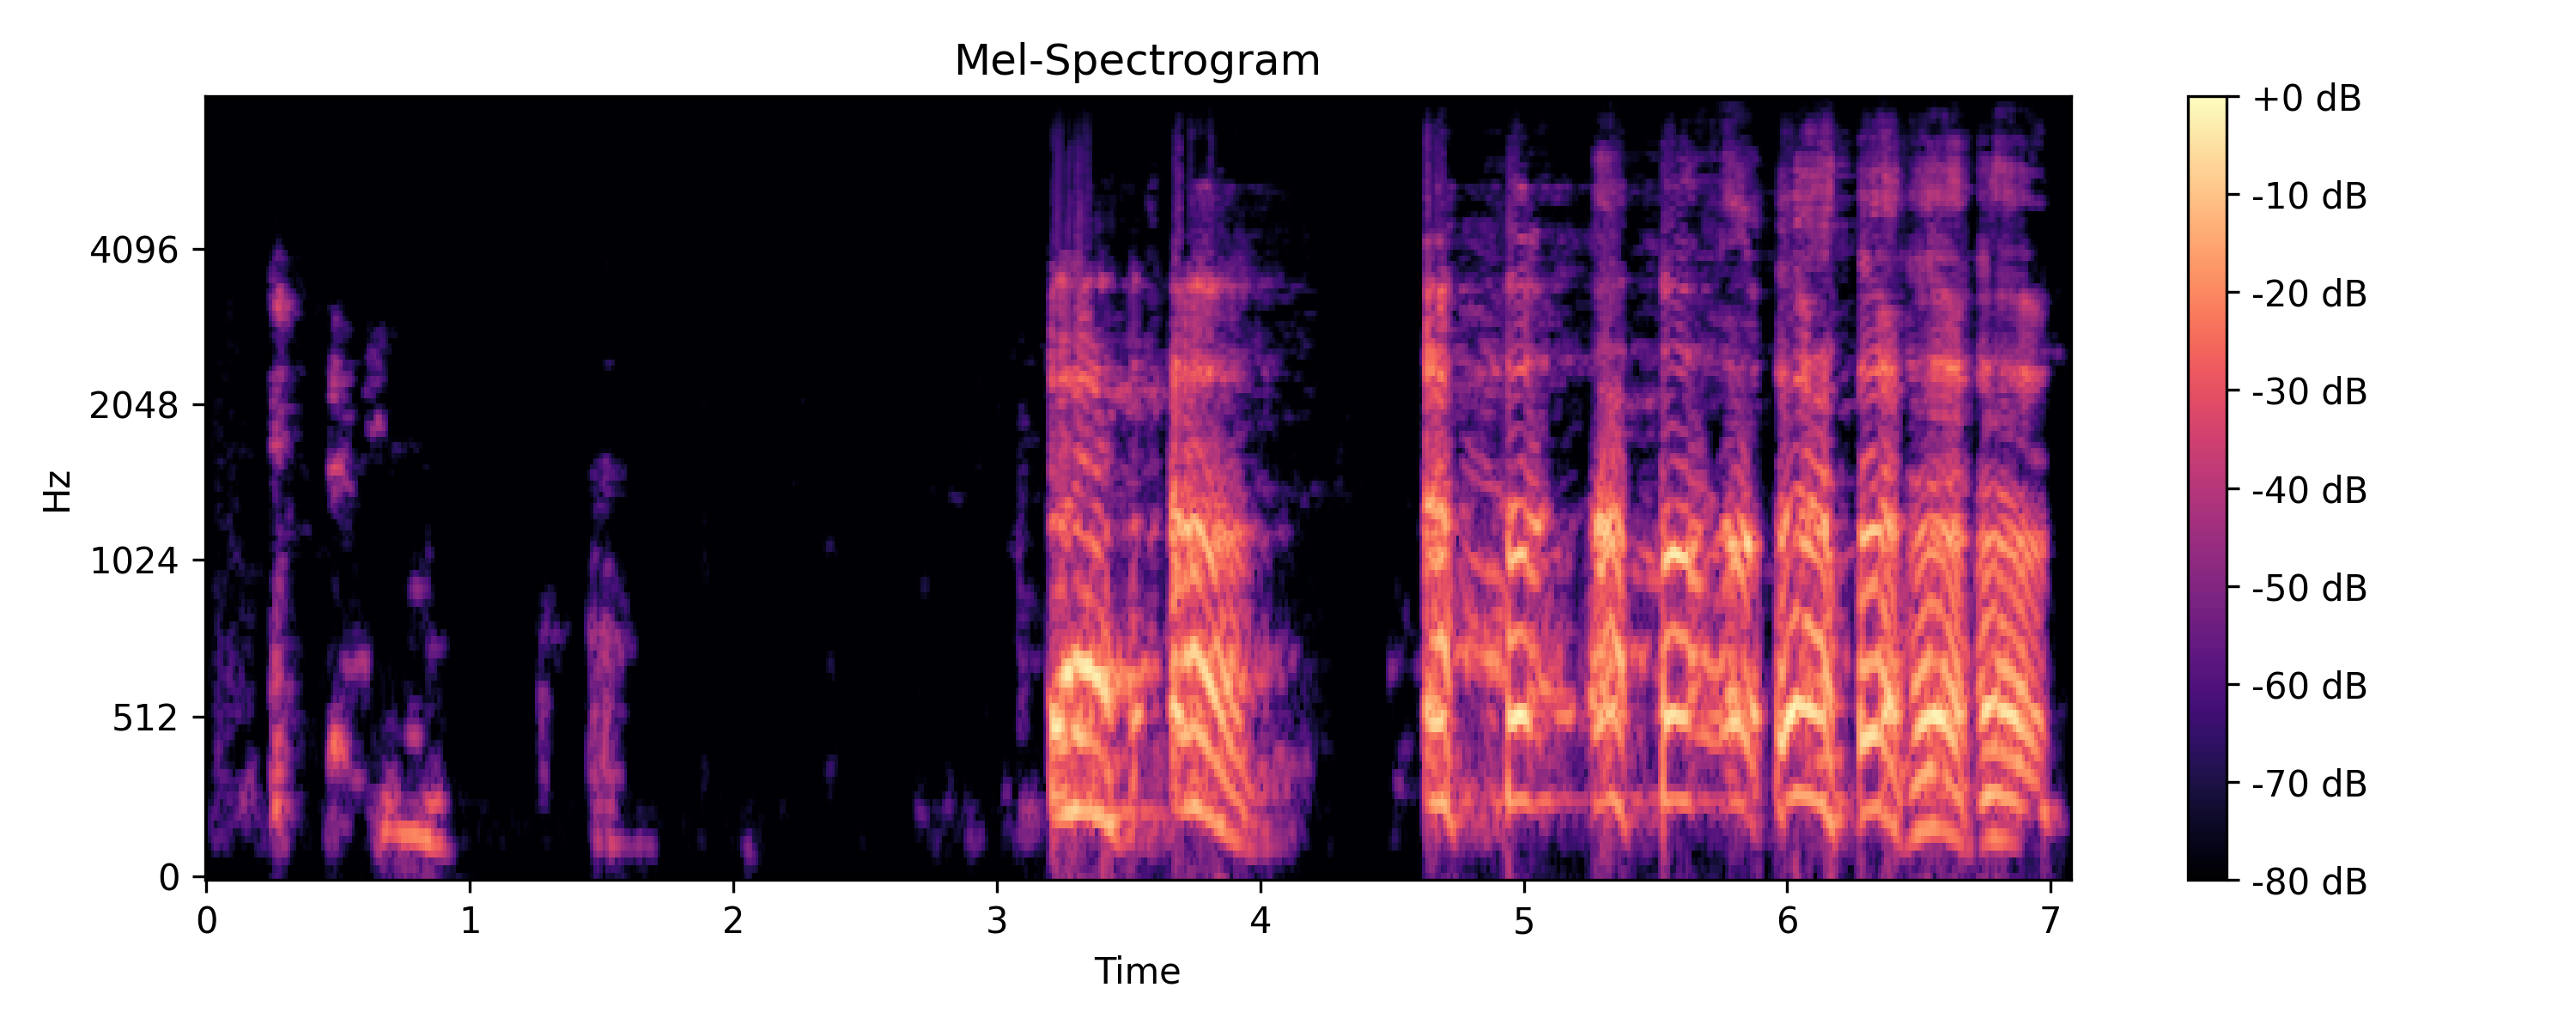 Mel-Spectrogram
+0 dB
-10 dB
-20 dB
-30 dB
-40 dB
-50 dB
-60 dB
-70 dB
-80 dB
Hz
4096
2048
1024
512
0
0 1 2 3 4 5 6 7
Time